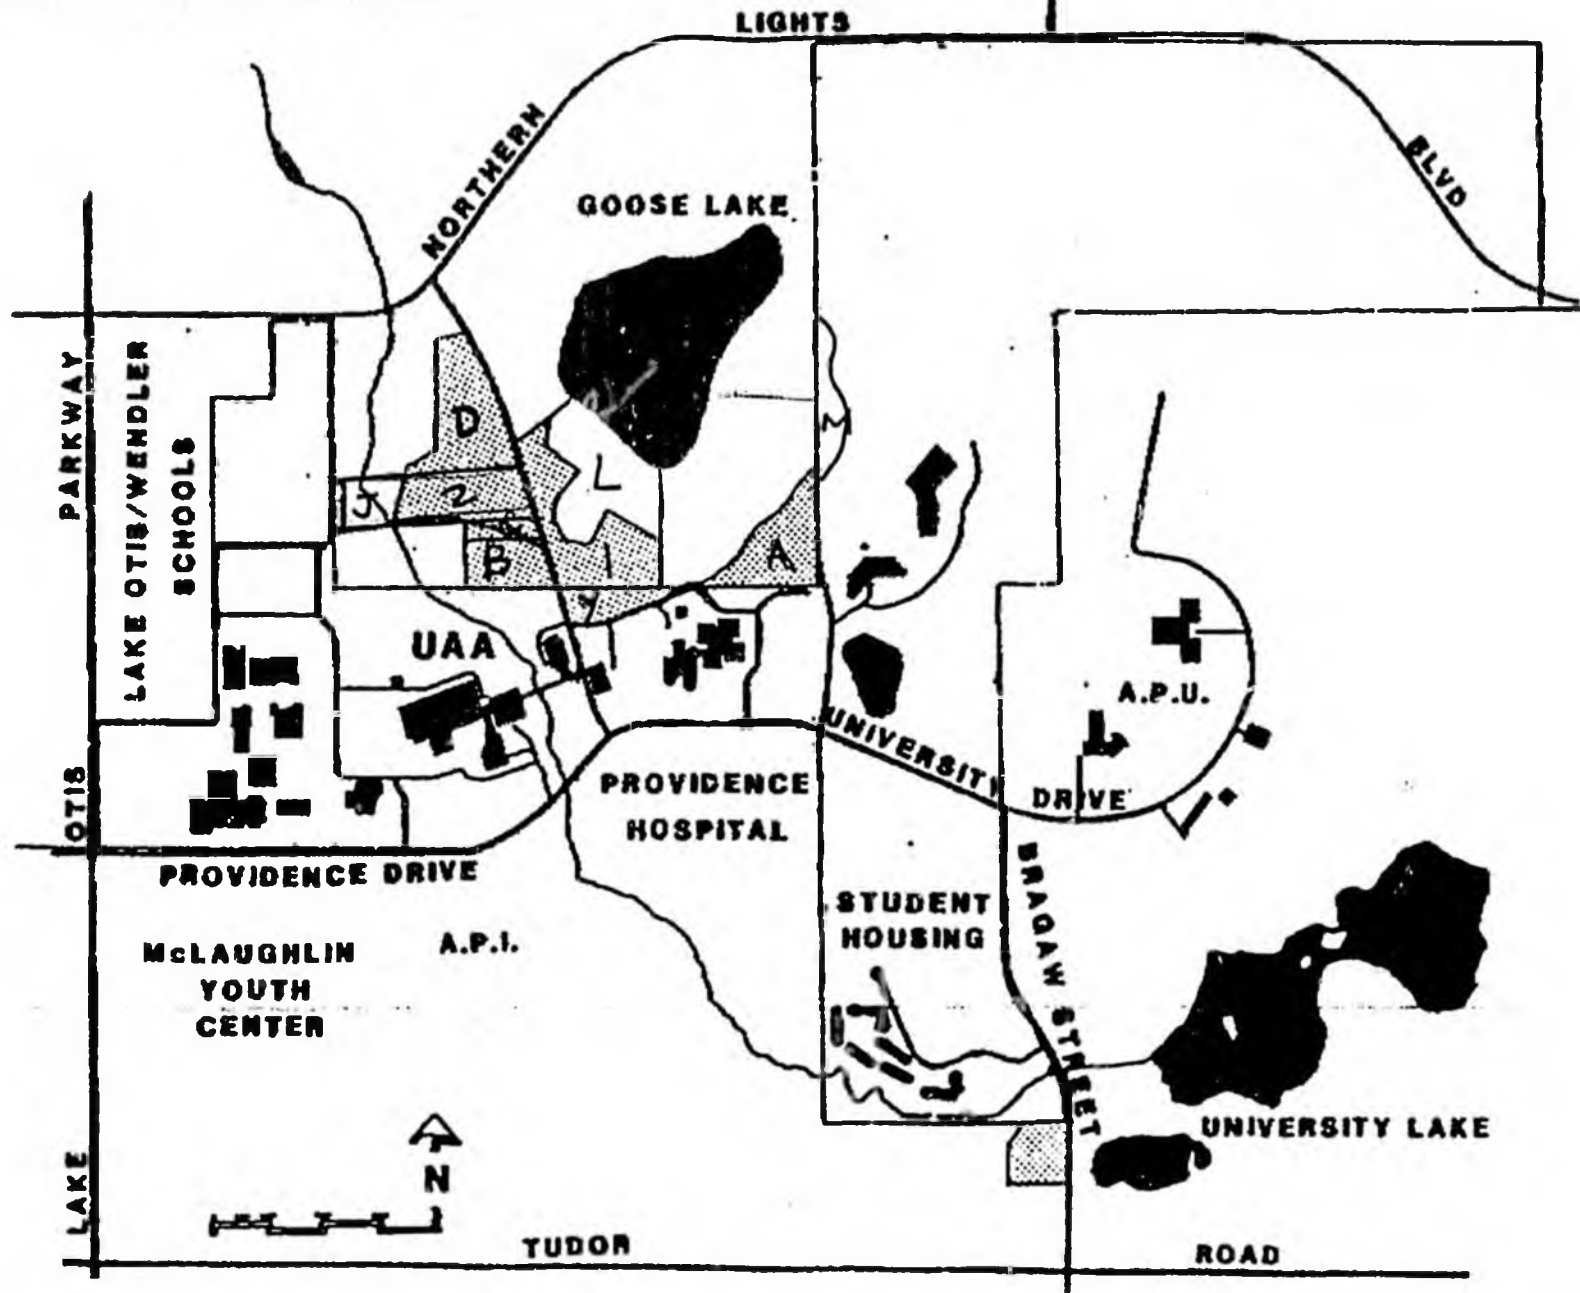 LIGHTS
NORTHERN
BLVD
GOOSE LAKE
PARKWAY
LAKE OTIS/WENDLER
SCHOOLS
D
M
J
2
L
B
1
A
UAA
A.P.U.
UNIVERSITY
DRIVE
PROVIDENCE
HOSPITAL
OTIS
PROVIDENCE DRIVE
BRAGAW STREET
STUDENT
HOUSING
McLAUGHLIN
YOUTH
CENTER
A.P.I.
UNIVERSITY LAKE
N
LAKE
TUDOR
ROAD